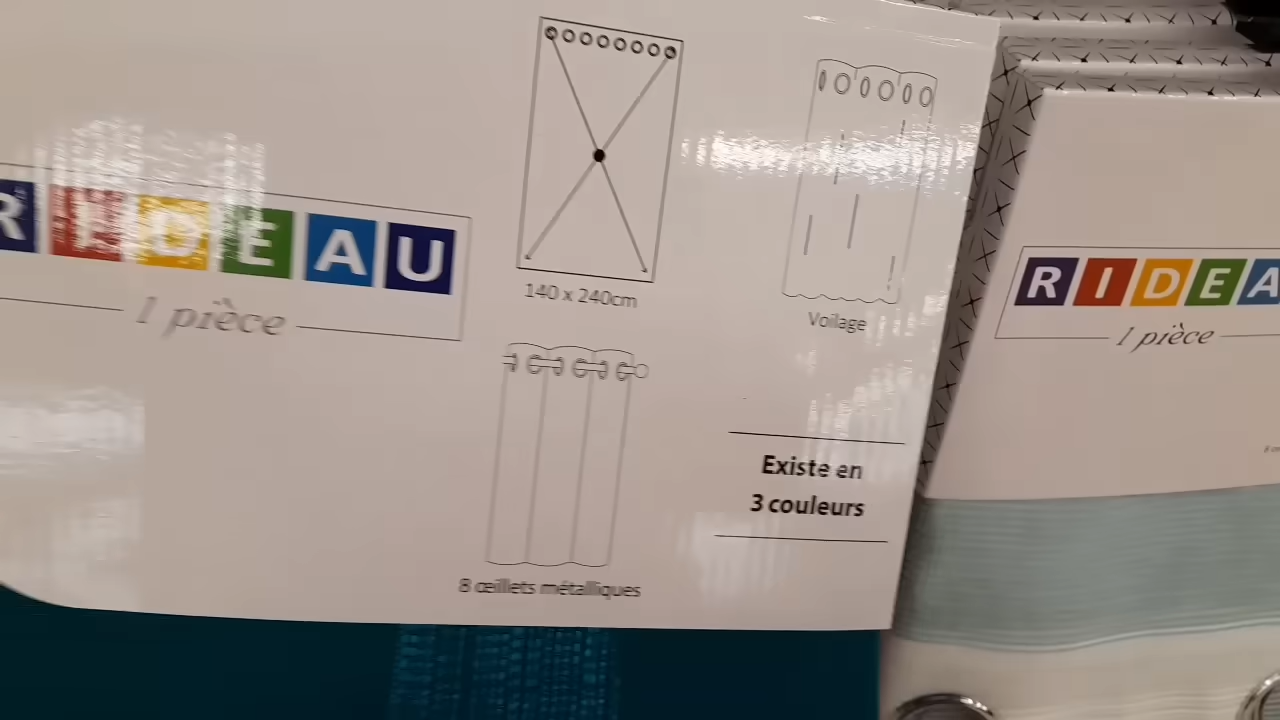 RIDEAU
1 pièce
140 x 240cm
8 œillets métalliques
Voilage
Existe en
3 couleurs
RIDEA
1 pièce